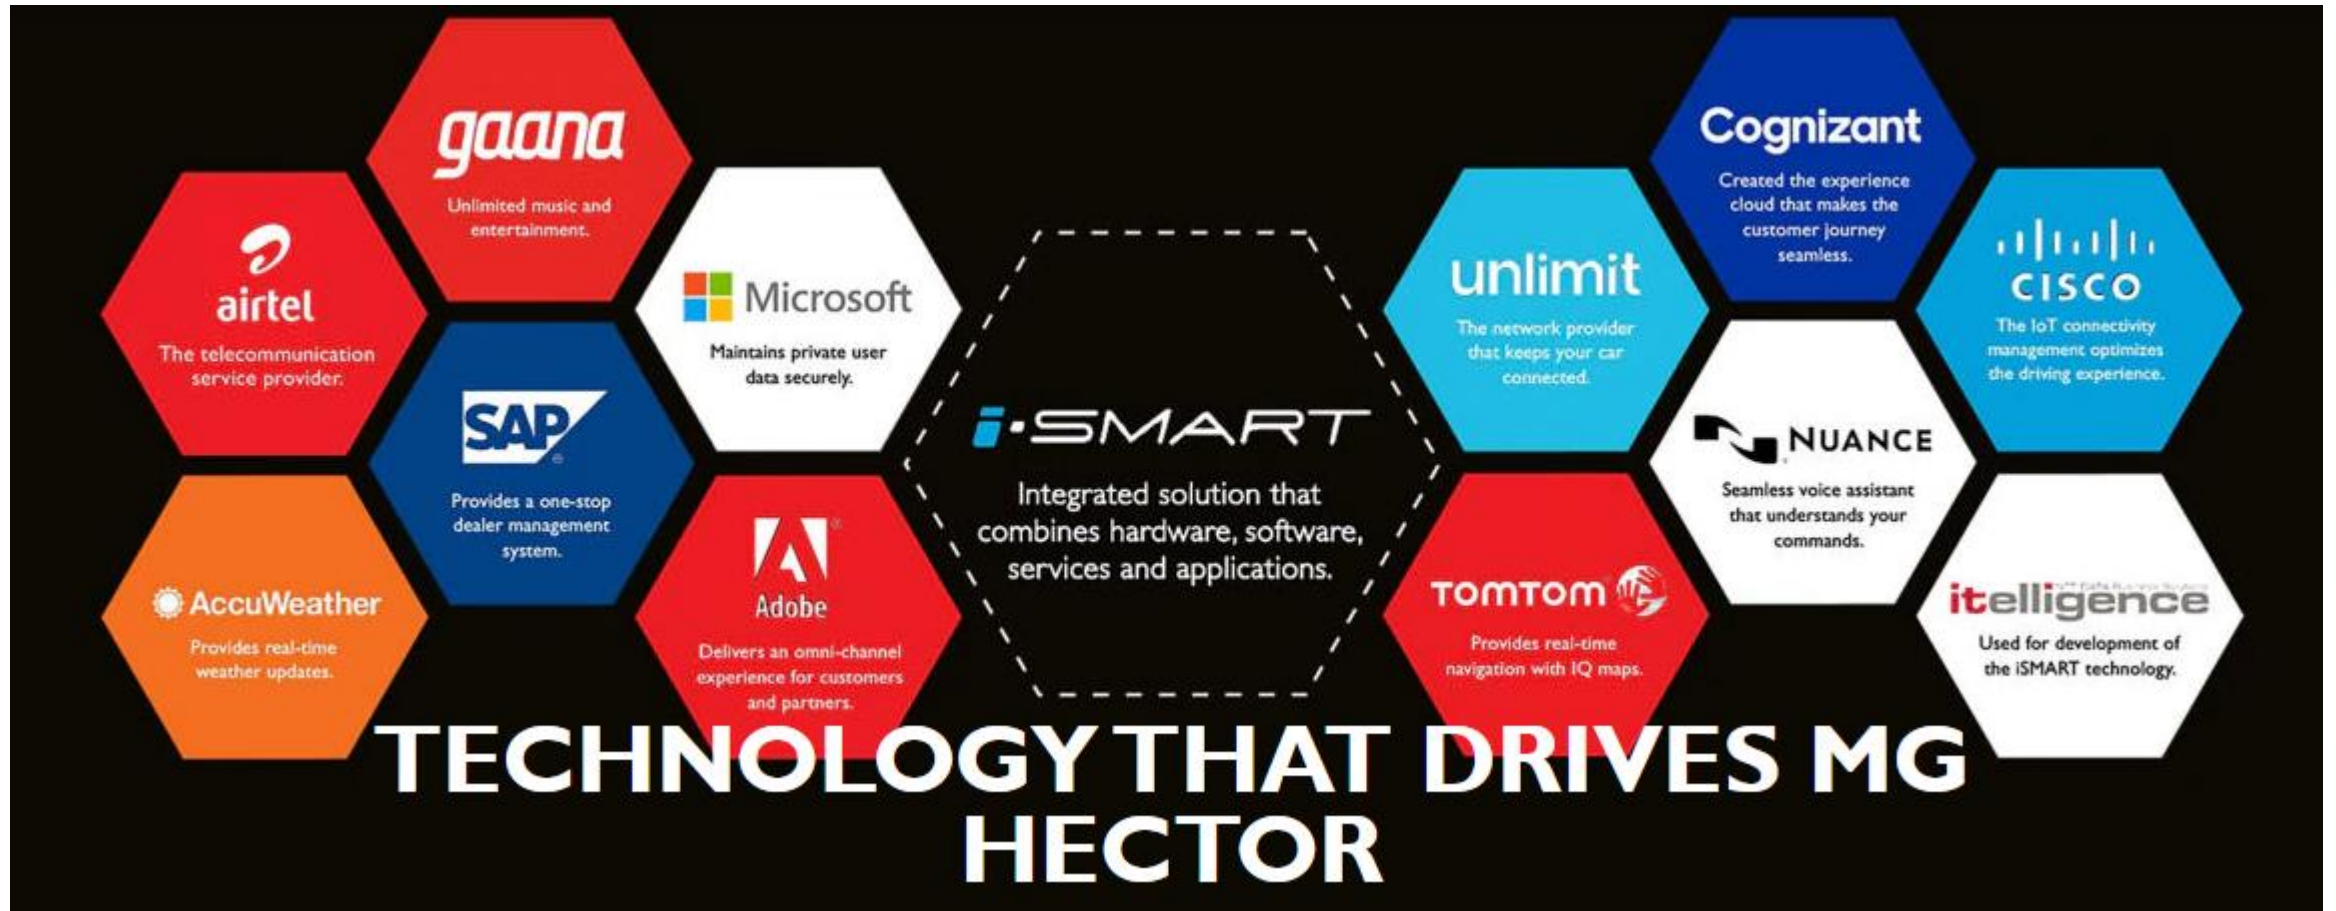 gaana
Unlimited music and
entertainment.
airtel
The telecommunication
service provider.
Microsoft
Maintains private user
data securely.
SAP
Provides a one-stop
dealer management
system.
AccuWeather
Provides real-time
weather updates.
Adobe
Delivers an omni-channel
experience for customers
and partners.
i·SMART
Integrated solution that
combines hardware, software,
services and applications.
Cognizant
Created the experience
cloud that makes the
customer journey
seamless.
unlimit
The network provider
that keeps your car
connected.
CISCO
The IoT connectivity
management optimizes
the driving experience.
NUANCE
Seamless voice assistant
that understands your
commands.
TOMTOM
Provides real-time
navigation with IQ maps.
itelligence
Used for development of
the iSMART technology.
TECHNOLOGY THAT DRIVES MG
HECTOR